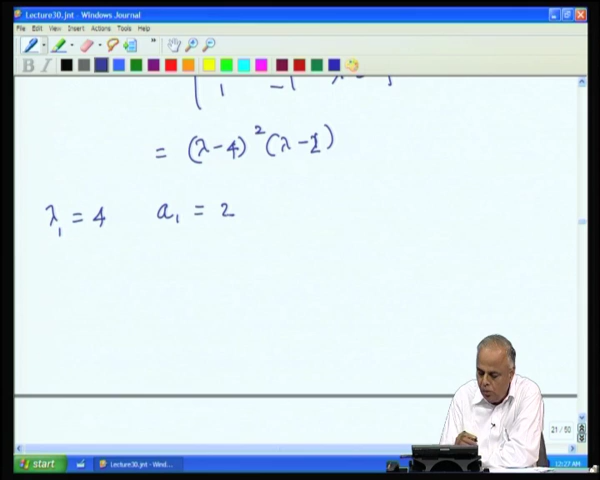 Lecture30.jnt - Windows Journal
File Edit View Insert Actions Tools Help
B I
= (λ-4)² (λ-1)
λ₁ = 4 a₁ = 2
21 / 50
start Lecture30.jnt - Wind... 12:27 AM